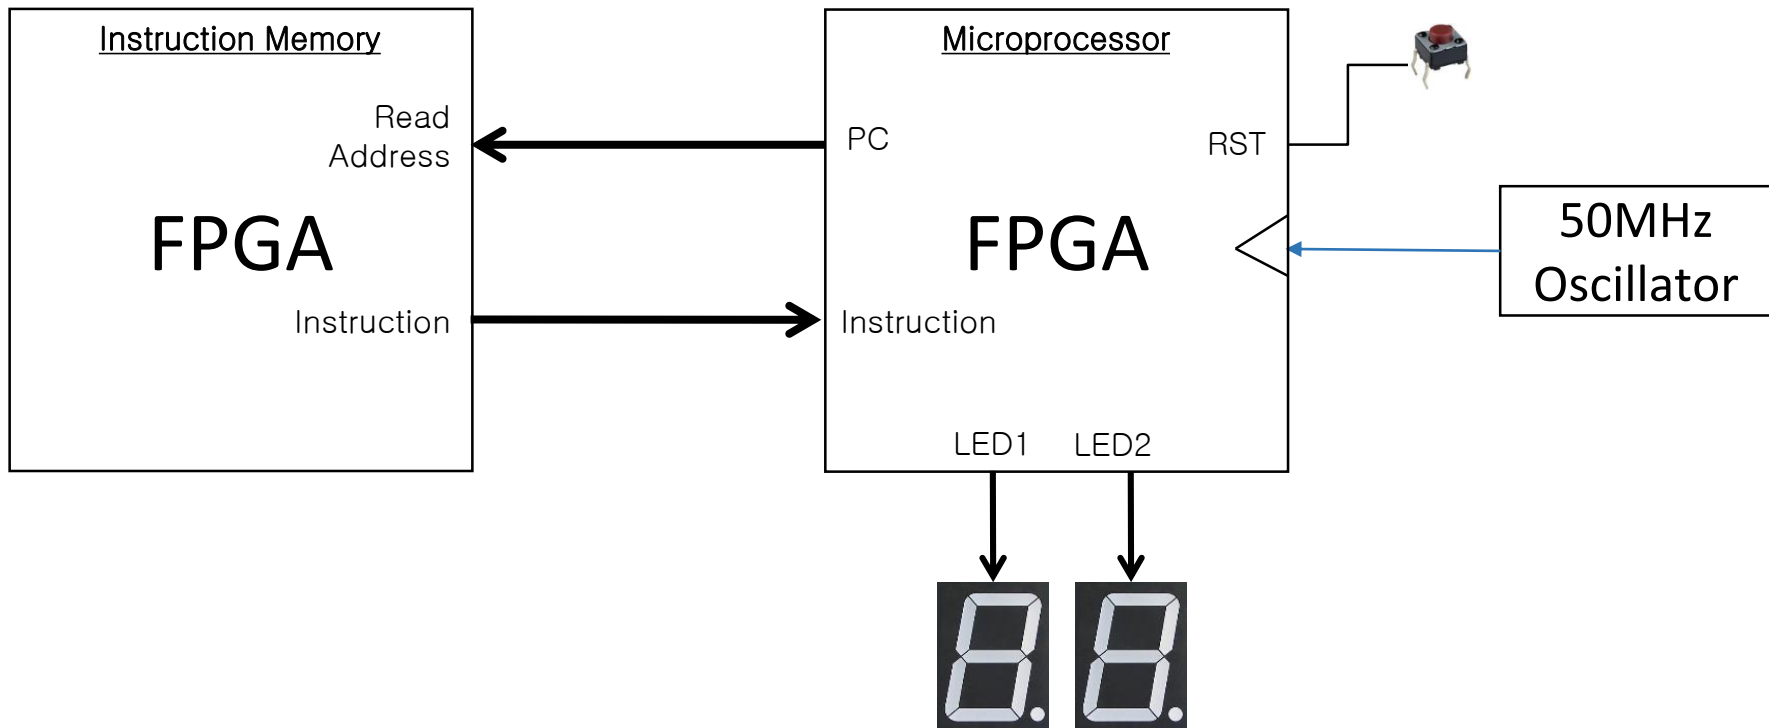 Instruction Memory
Read
Address
FPGA
Instruction
Microprocessor
PC
RST
FPGA
Instruction
LED1 LED2
50MHz
Oscillator